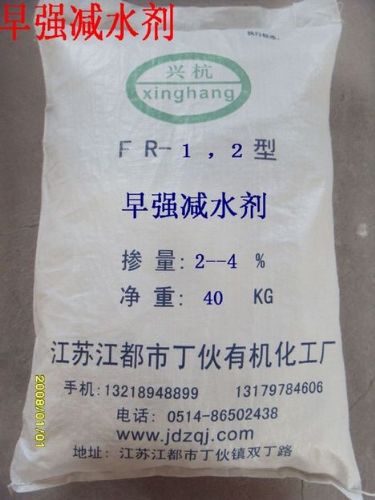 早强减水剂
兴杭
xinghang
FR-1，2型
早强减水剂
掺量:2--4 %
净重: 40 KG
江苏江都市丁伙有机化工厂
手机:13218948899 13179784606
电话: 0514-86502438
www.jdzqj.com
地址: 江苏江都市丁伙镇双丁路
2008/01/01